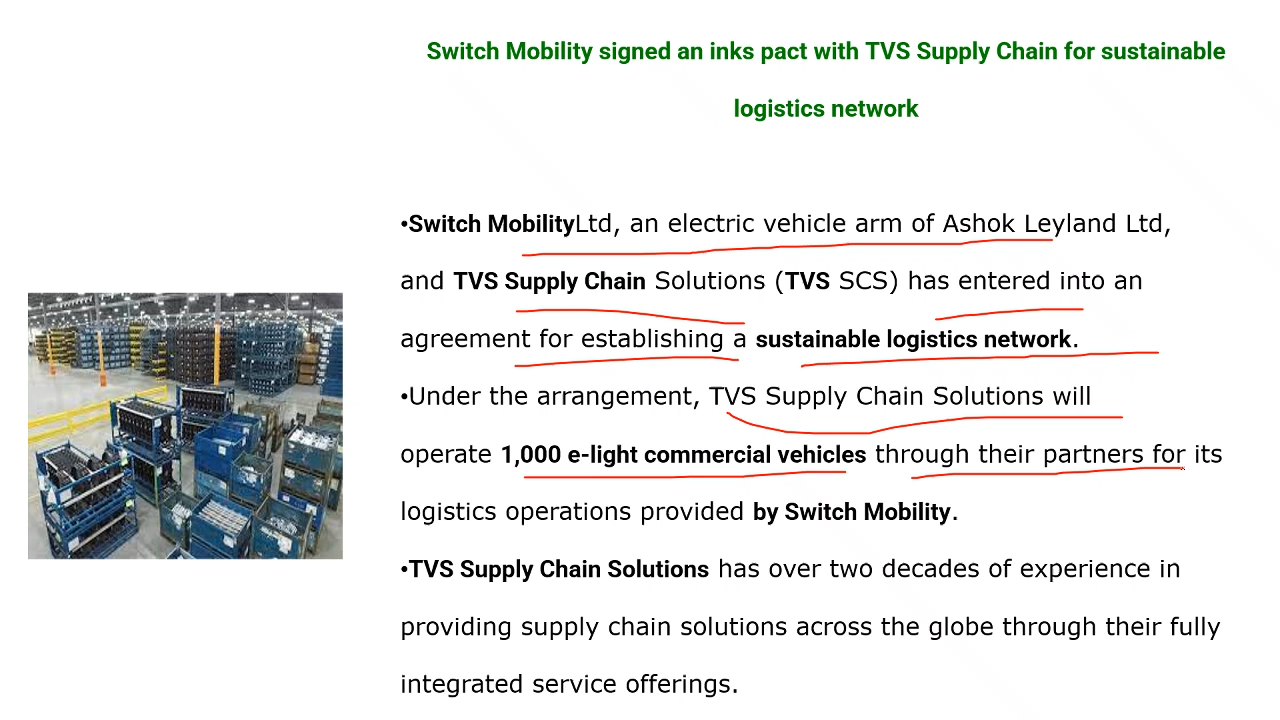 Switch Mobility signed an inks pact with TVS Supply Chain for sustainable
logistics network
•Switch MobilityLtd, an electric vehicle arm of Ashok Leyland Ltd,
and TVS Supply Chain Solutions (TVS SCS) has entered into an
agreement for establishing a sustainable logistics network.
•Under the arrangement, TVS Supply Chain Solutions will
operate 1,000 e-light commercial vehicles through their partners for its
logistics operations provided by Switch Mobility.
•TVS Supply Chain Solutions has over two decades of experience in
providing supply chain solutions across the globe through their fully
integrated service offerings.